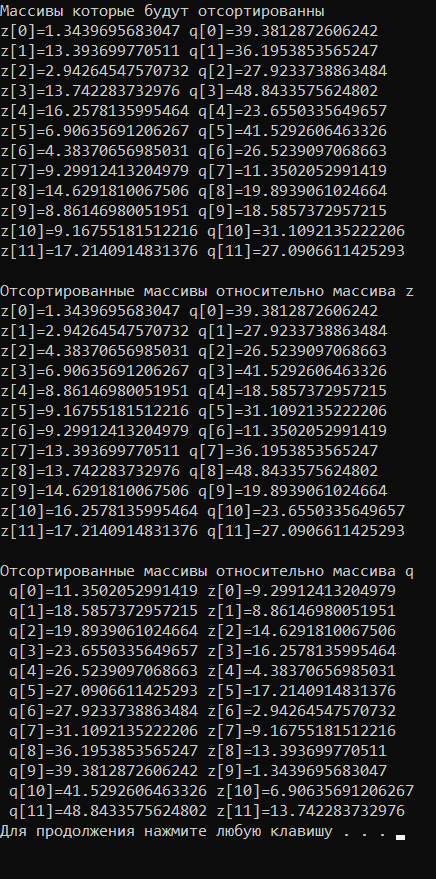 Массивы которые будут отсортированны
z[0]=1.3439695683047 q[0]=39.3812872606242
z[1]=13.393699770511 q[1]=36.1953853565247
z[2]=2.94264547570732 q[2]=27.9233738863484
z[3]=13.742283732976 q[3]=48.8433575624802
z[4]=16.2578135995464 q[4]=23.6550335649657
z[5]=6.90635691206267 q[5]=41.5292606463326
z[6]=4.38370656985031 q[6]=26.5239097068663
z[7]=9.29912413204979 q[7]=11.3502052991419
z[8]=14.6291810067506 q[8]=19.8939061024664
z[9]=8.86146980051951 q[9]=18.5857372957215
z[10]=9.16755181512216 q[10]=31.1092135222206
z[11]=17.2140914831376 q[11]=27.0906611425293
Отсортированные массивы относительно массива z
z[0]=1.3439695683047 q[0]=39.3812872606242
z[1]=2.94264547570732 q[1]=27.9233738863484
z[2]=4.38370656985031 q[2]=26.5239097068663
z[3]=6.90635691206267 q[3]=41.5292606463326
z[4]=8.86146980051951 q[4]=18.5857372957215
z[5]=9.16755181512216 q[5]=31.1092135222206
z[6]=9.29912413204979 q[6]=11.3502052991419
z[7]=13.393699770511 q[7]=36.1953853565247
z[8]=13.742283732976 q[8]=48.8433575624802
z[9]=14.6291810067506 q[9]=19.8939061024664
z[10]=16.2578135995464 q[10]=23.6550335649657
z[11]=17.2140914831376 q[11]=27.0906611425293
Отсортированные массивы относительно массива q
q[0]=11.3502052991419 z[0]=9.29912413204979
q[1]=18.5857372957215 z[1]=8.86146980051951
q[2]=19.8939061024664 z[2]=14.6291810067506
q[3]=23.6550335649657 z[3]=16.2578135995464
q[4]=26.5239097068663 z[4]=4.38370656985031
q[5]=27.0906611425293 z[5]=17.2140914831376
q[6]=27.9233738863484 z[6]=2.94264547570732
q[7]=31.1092135222206 z[7]=9.16755181512216
q[8]=36.1953853565247 z[8]=13.393699770511
q[9]=39.3812872606242 z[9]=1.3439695683047
q[10]=41.5292606463326 z[10]=6.90635691206267
q[11]=48.8433575624802 z[11]=13.742283732976
Для продолжения нажмите любую клавишу . . .